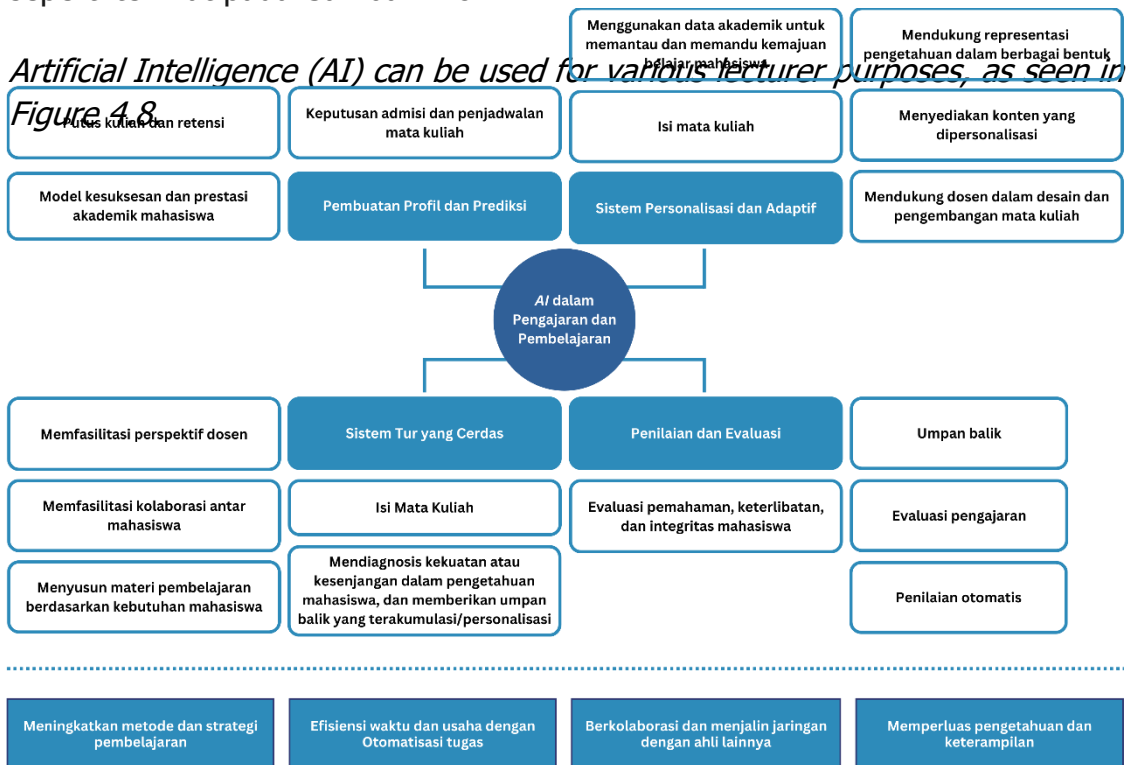 Artificial Intelligence (AI) can be used for various lecturer purposes, as seen in
Figure 4.8.
Menggunakan data akademik untuk
memantau dan memandu kemajuan
belajar mahasiswa
Mendukung representasi
pengetahuan dalam berbagai bentuk
Putus kuliah dan retensi
Keputusan admisi dan penjadwalan
mata kuliah
Isi mata kuliah
Menyediakan konten yang
dipersonalisasi
Model kesuksesan dan prestasi
akademik mahasiswa
Pembuatan Profil dan Prediksi
Sistem Personalisasi dan Adaptif
Mendukung dosen dalam desain dan
pengembangan mata kuliah
AI dalam
Pengajaran dan
Pembelajaran
Memfasilitasi perspektif dosen
Sistem Tur yang Cerdas
Penilaian dan Evaluasi
Umpan balik
Memfasilitasi kolaborasi antar
mahasiswa
Isi Mata Kuliah
Evaluasi pemahaman, keterlibatan,
dan integritas mahasiswa
Evaluasi pengajaran
Menyusun materi pembelajaran
berdasarkan kebutuhan mahasiswa
Mendiagnosis kekuatan atau
kesenjangan dalam pengetahuan
mahasiswa, dan memberikan umpan
balik yang terakumulasi/personalisasi
Penilaian otomatis
Meningkatkan metode dan strategi
pembelajaran
Efisiensi waktu dan usaha dengan
Otomatisasi tugas
Berkolaborasi dan menjalin jaringan
dengan ahli lainnya
Memperluas pengetahuan dan
keterampilan